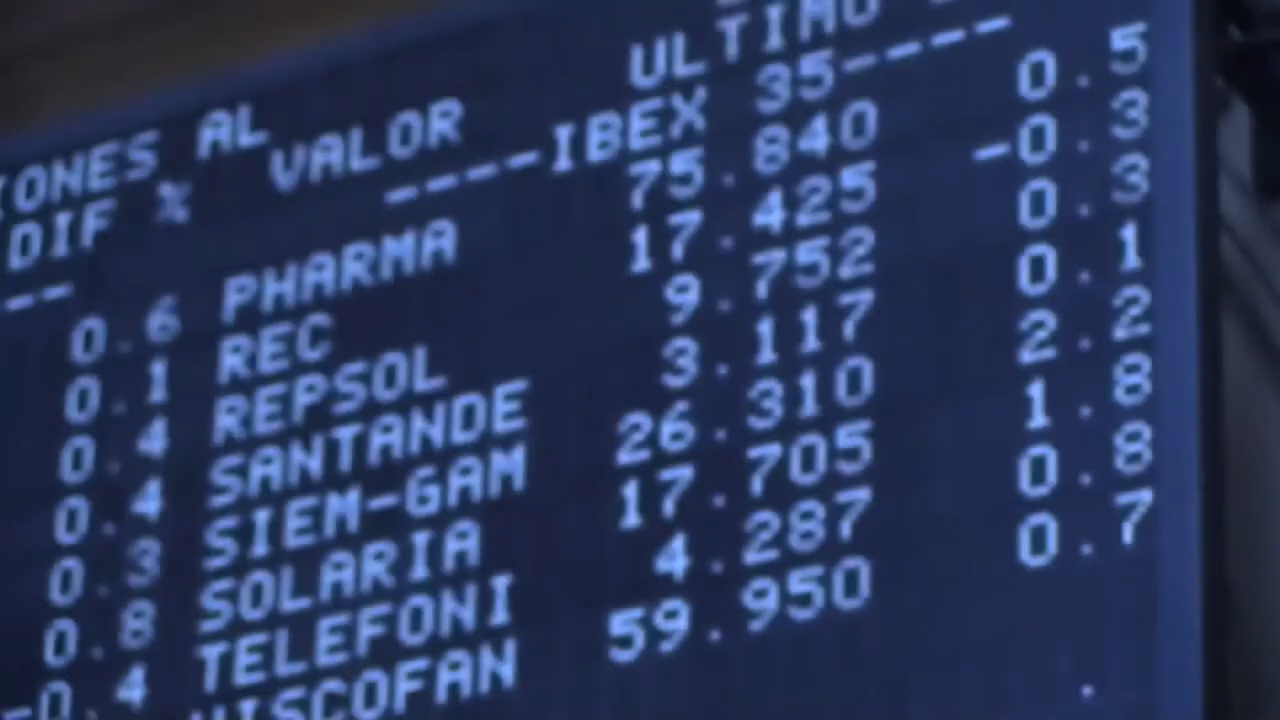 IONES AL
DIF % VALOR ULTIMO
-- ----IBEX 35----
0.6 PHARMA 75.840 0.5
0.1 REC 17.425 -0.3
0.4 REPSOL 9.752 0.3
0.4 SANTANDE 3.117 0.1
0.3 SIEM-GAM 26.310 2.2
0.8 SOLARIA 17.705 1.8
-0.4 TELEFONI 4.287 0.8
VISCOFAN 59.950 0.7